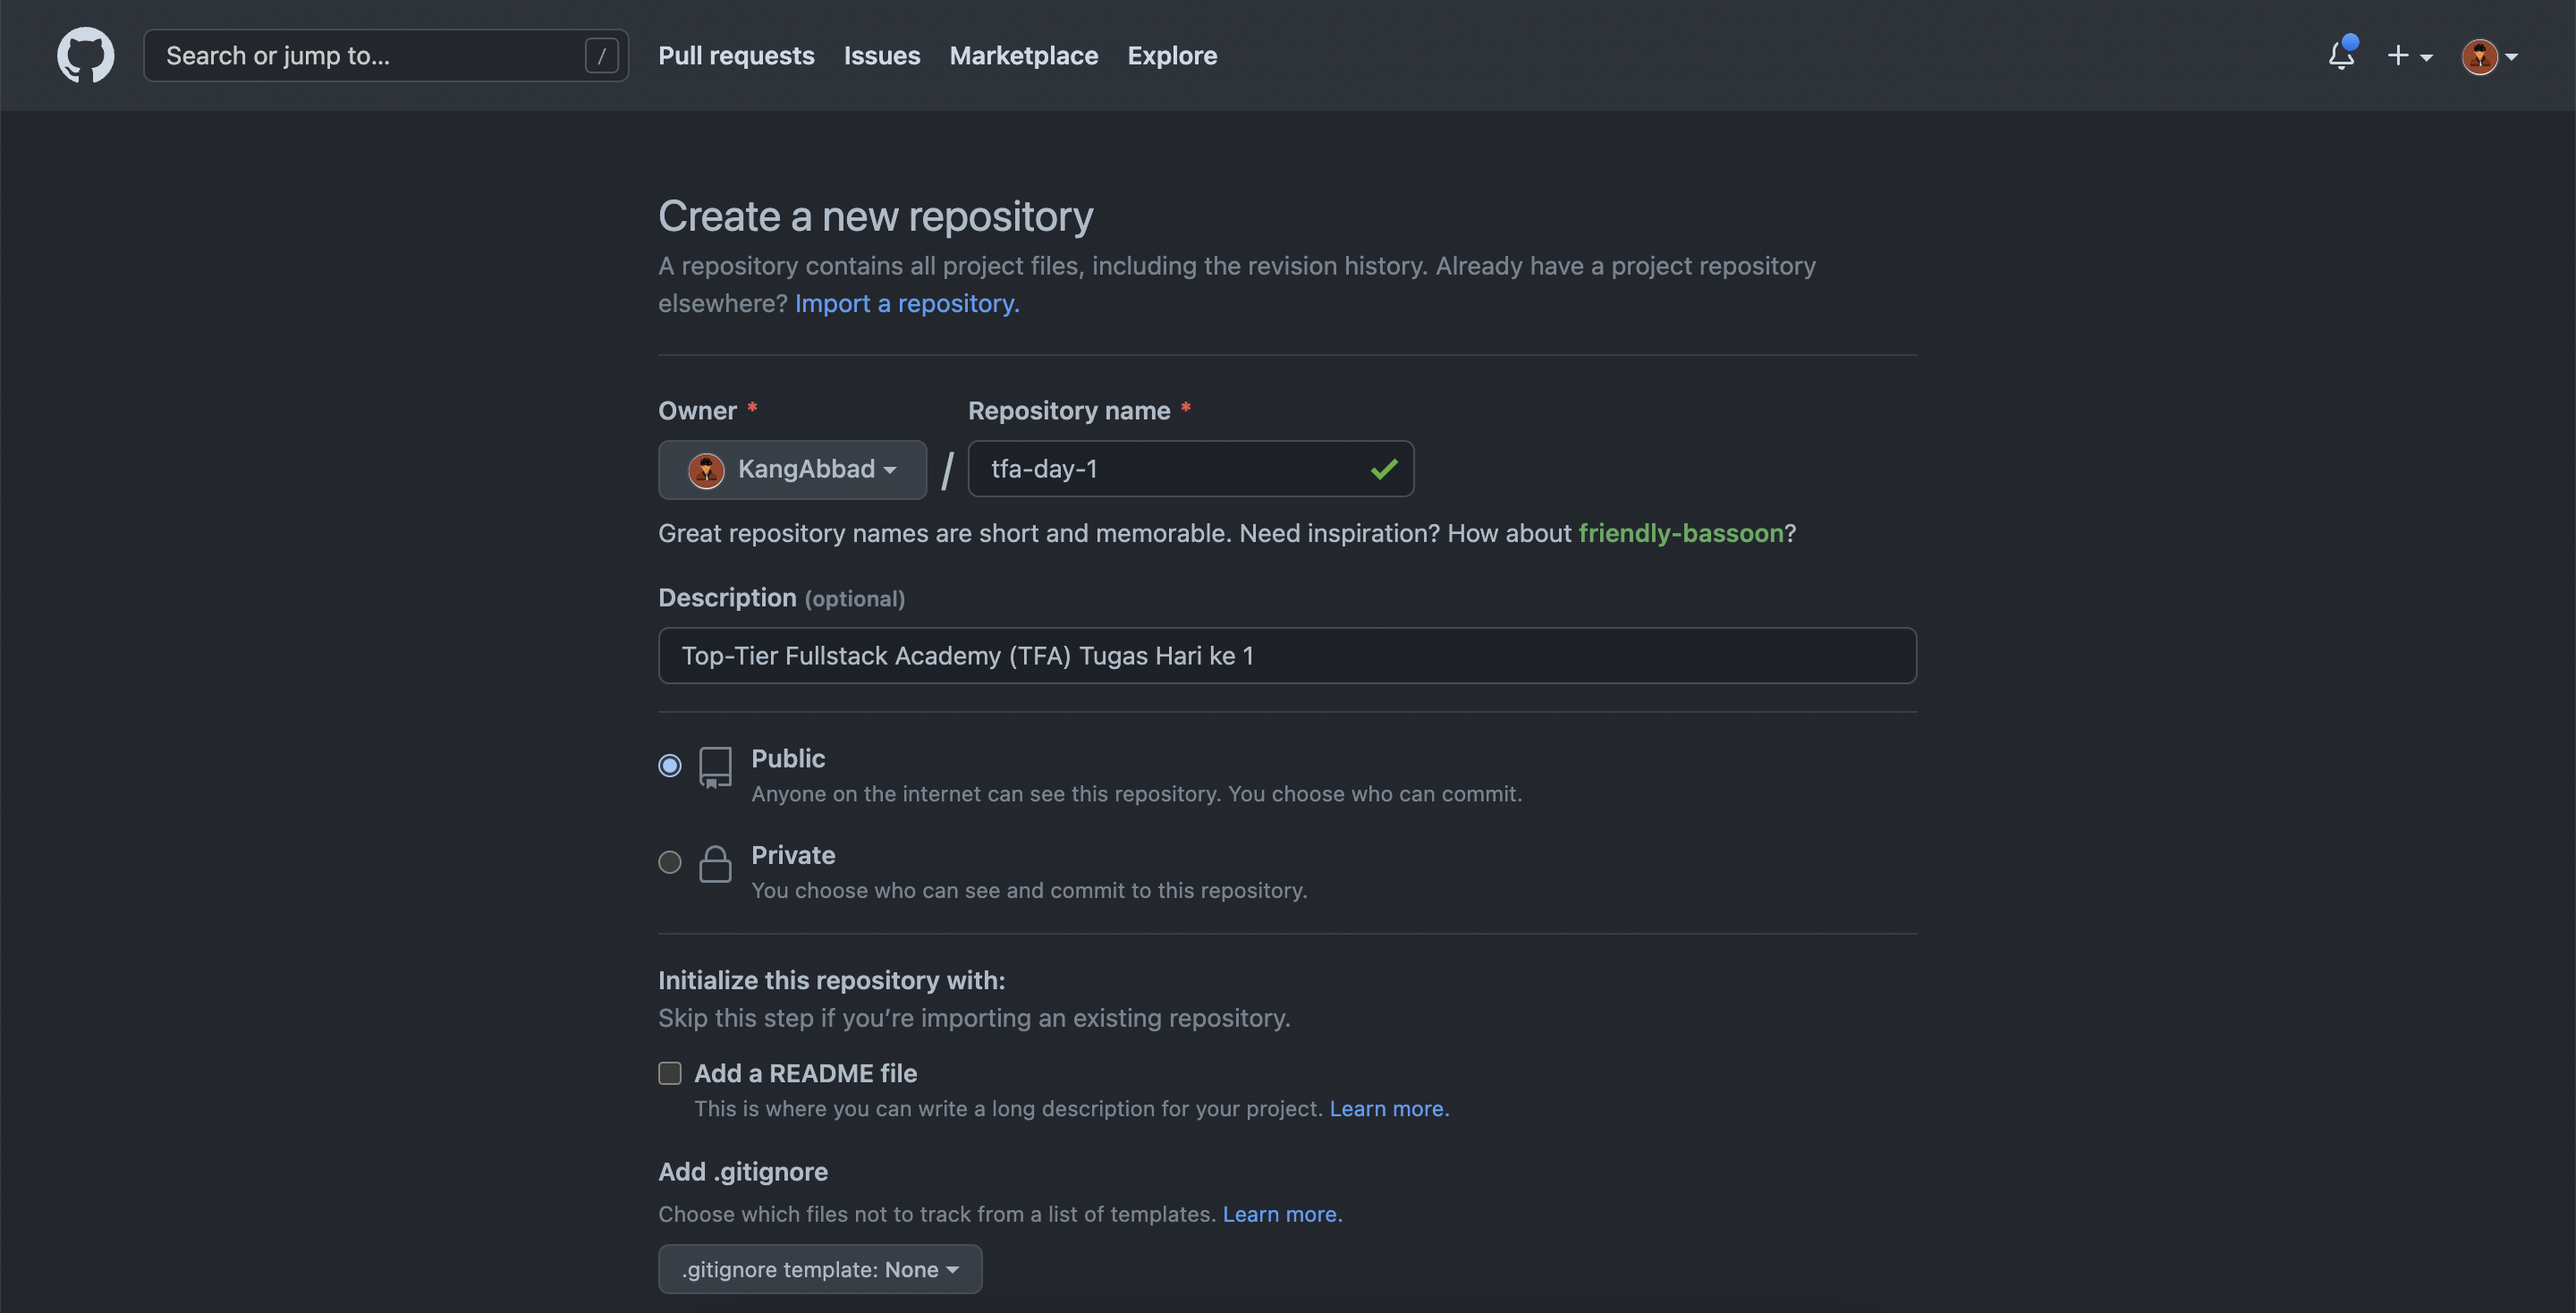 Search or jump to... /
Pull requests Issues Marketplace Explore
Create a new repository
A repository contains all project files, including the revision history. Already have a project repository
elsewhere? Import a repository.
Owner * Repository name *
KangAbbad / tfa-day-1
Great repository names are short and memorable. Need inspiration? How about friendly-bassoon?
Description (optional)
Top-Tier Fullstack Academy (TFA) Tugas Hari ke 1
Public
Anyone on the internet can see this repository. You choose who can commit.
Private
You choose who can see and commit to this repository.
Initialize this repository with:
Skip this step if you’re importing an existing repository.
Add a README file
This is where you can write a long description for your project. Learn more.
Add .gitignore
Choose which files not to track from a list of templates. Learn more.
.gitignore template: None